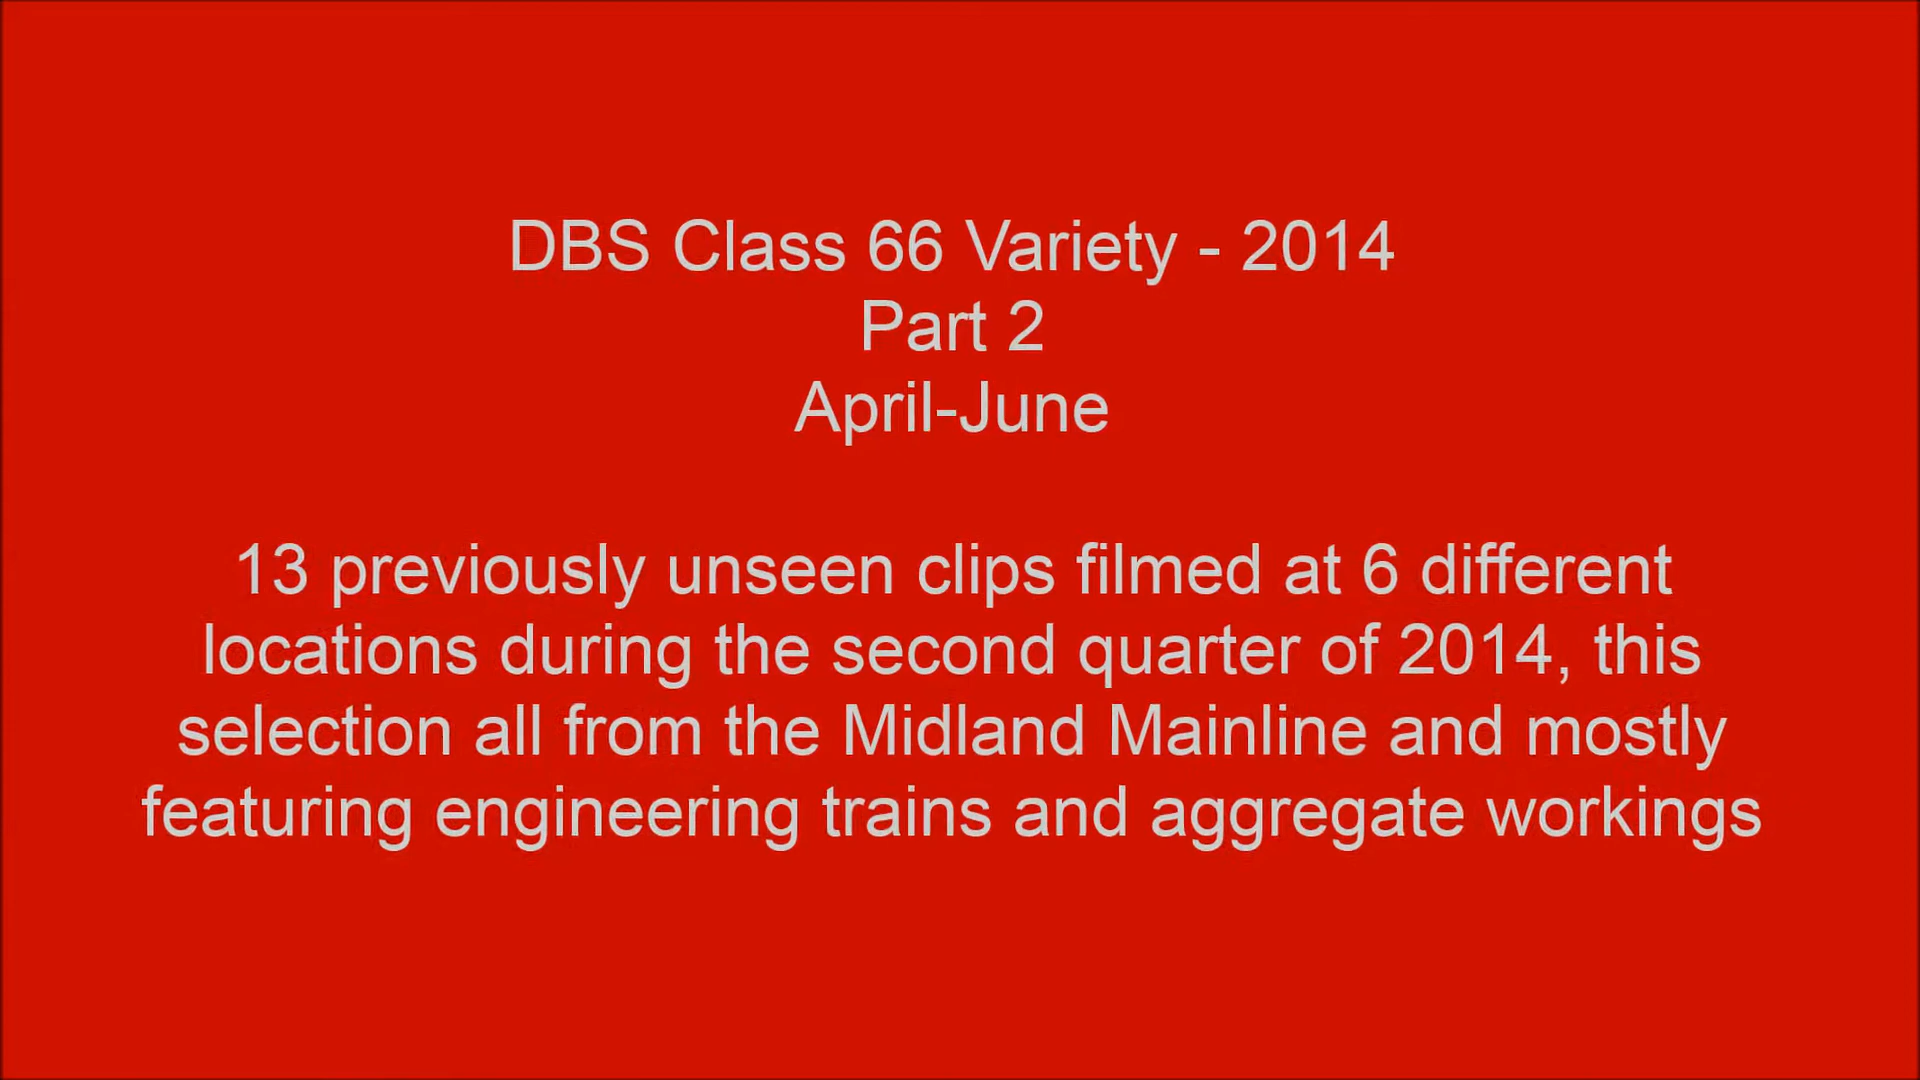 DBS Class 66 Variety - 2014
Part 2
April-June
13 previously unseen clips filmed at 6 different
locations during the second quarter of 2014, this
selection all from the Midland Mainline and mostly
featuring engineering trains and aggregate workings